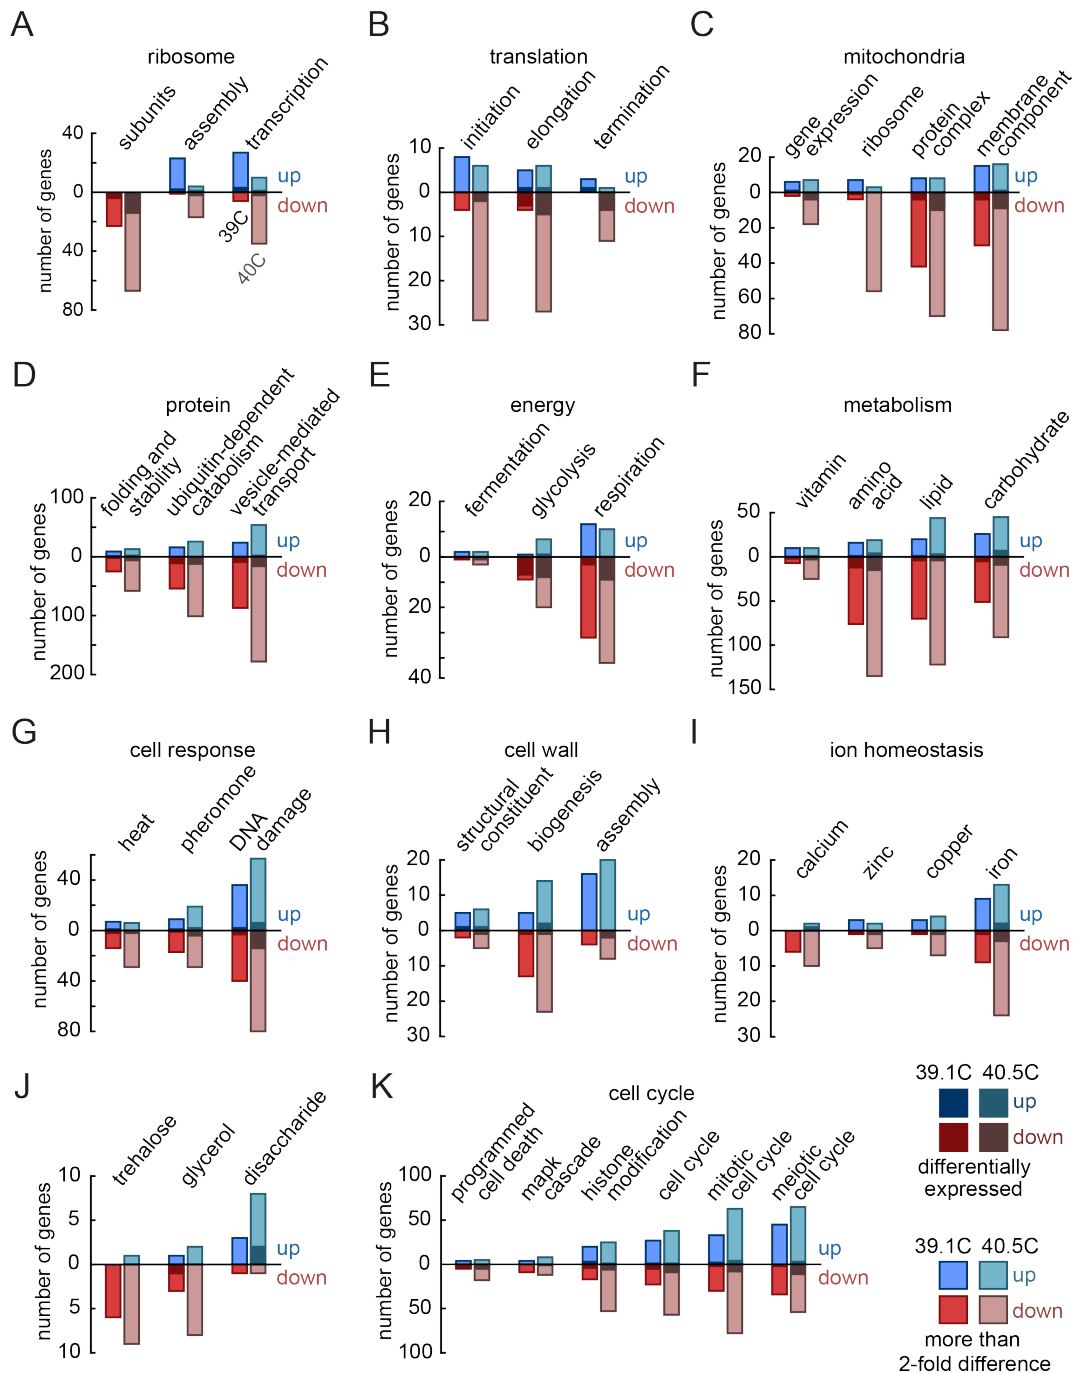 A
ribosome
subunits
assembly
transcription
number of genes
40
0
40
80
up
down
39C
40C
B
translation
initiation
elongation
termination
number of genes
10
0
10
20
30
up
down
C
mitochondria
gene
expression
ribosome
protein
complex
membrane
component
number of genes
20
0
20
40
60
80
up
down
D
protein
folding and
stability
ubiquitin-dependent
catabolism
vesicle-mediated
transport
number of genes
100
0
100
200
up
down
E
energy
fermentation
glycolysis
respiration
number of genes
20
0
20
40
up
down
F
metabolism
vitamin
amino
acid
lipid
carbohydrate
number of genes
50
0
50
100
150
up
down
G
cell response
heat
pheromone
DNA
damage
number of genes
40
0
40
80
up
down
H
cell wall
structural
constituent
biogenesis
assembly
number of genes
20
10
0
10
20
30
up
down
I
ion homeostasis
calcium
zinc
copper
iron
number of genes
20
10
0
10
20
30
up
down
J
trehalose
glycerol
disaccharide
number of genes
10
5
0
5
10
up
down
K
cell cycle
programmed
cell death
mapk
cascade
histone
modification
cell cycle
mitotic
cell cycle
meiotic
cell cycle
number of genes
100
50
0
50
100
up
down
39.1C 40.5C
up
down
differentially
expressed
39.1C 40.5C
up
down
more than
2-fold difference